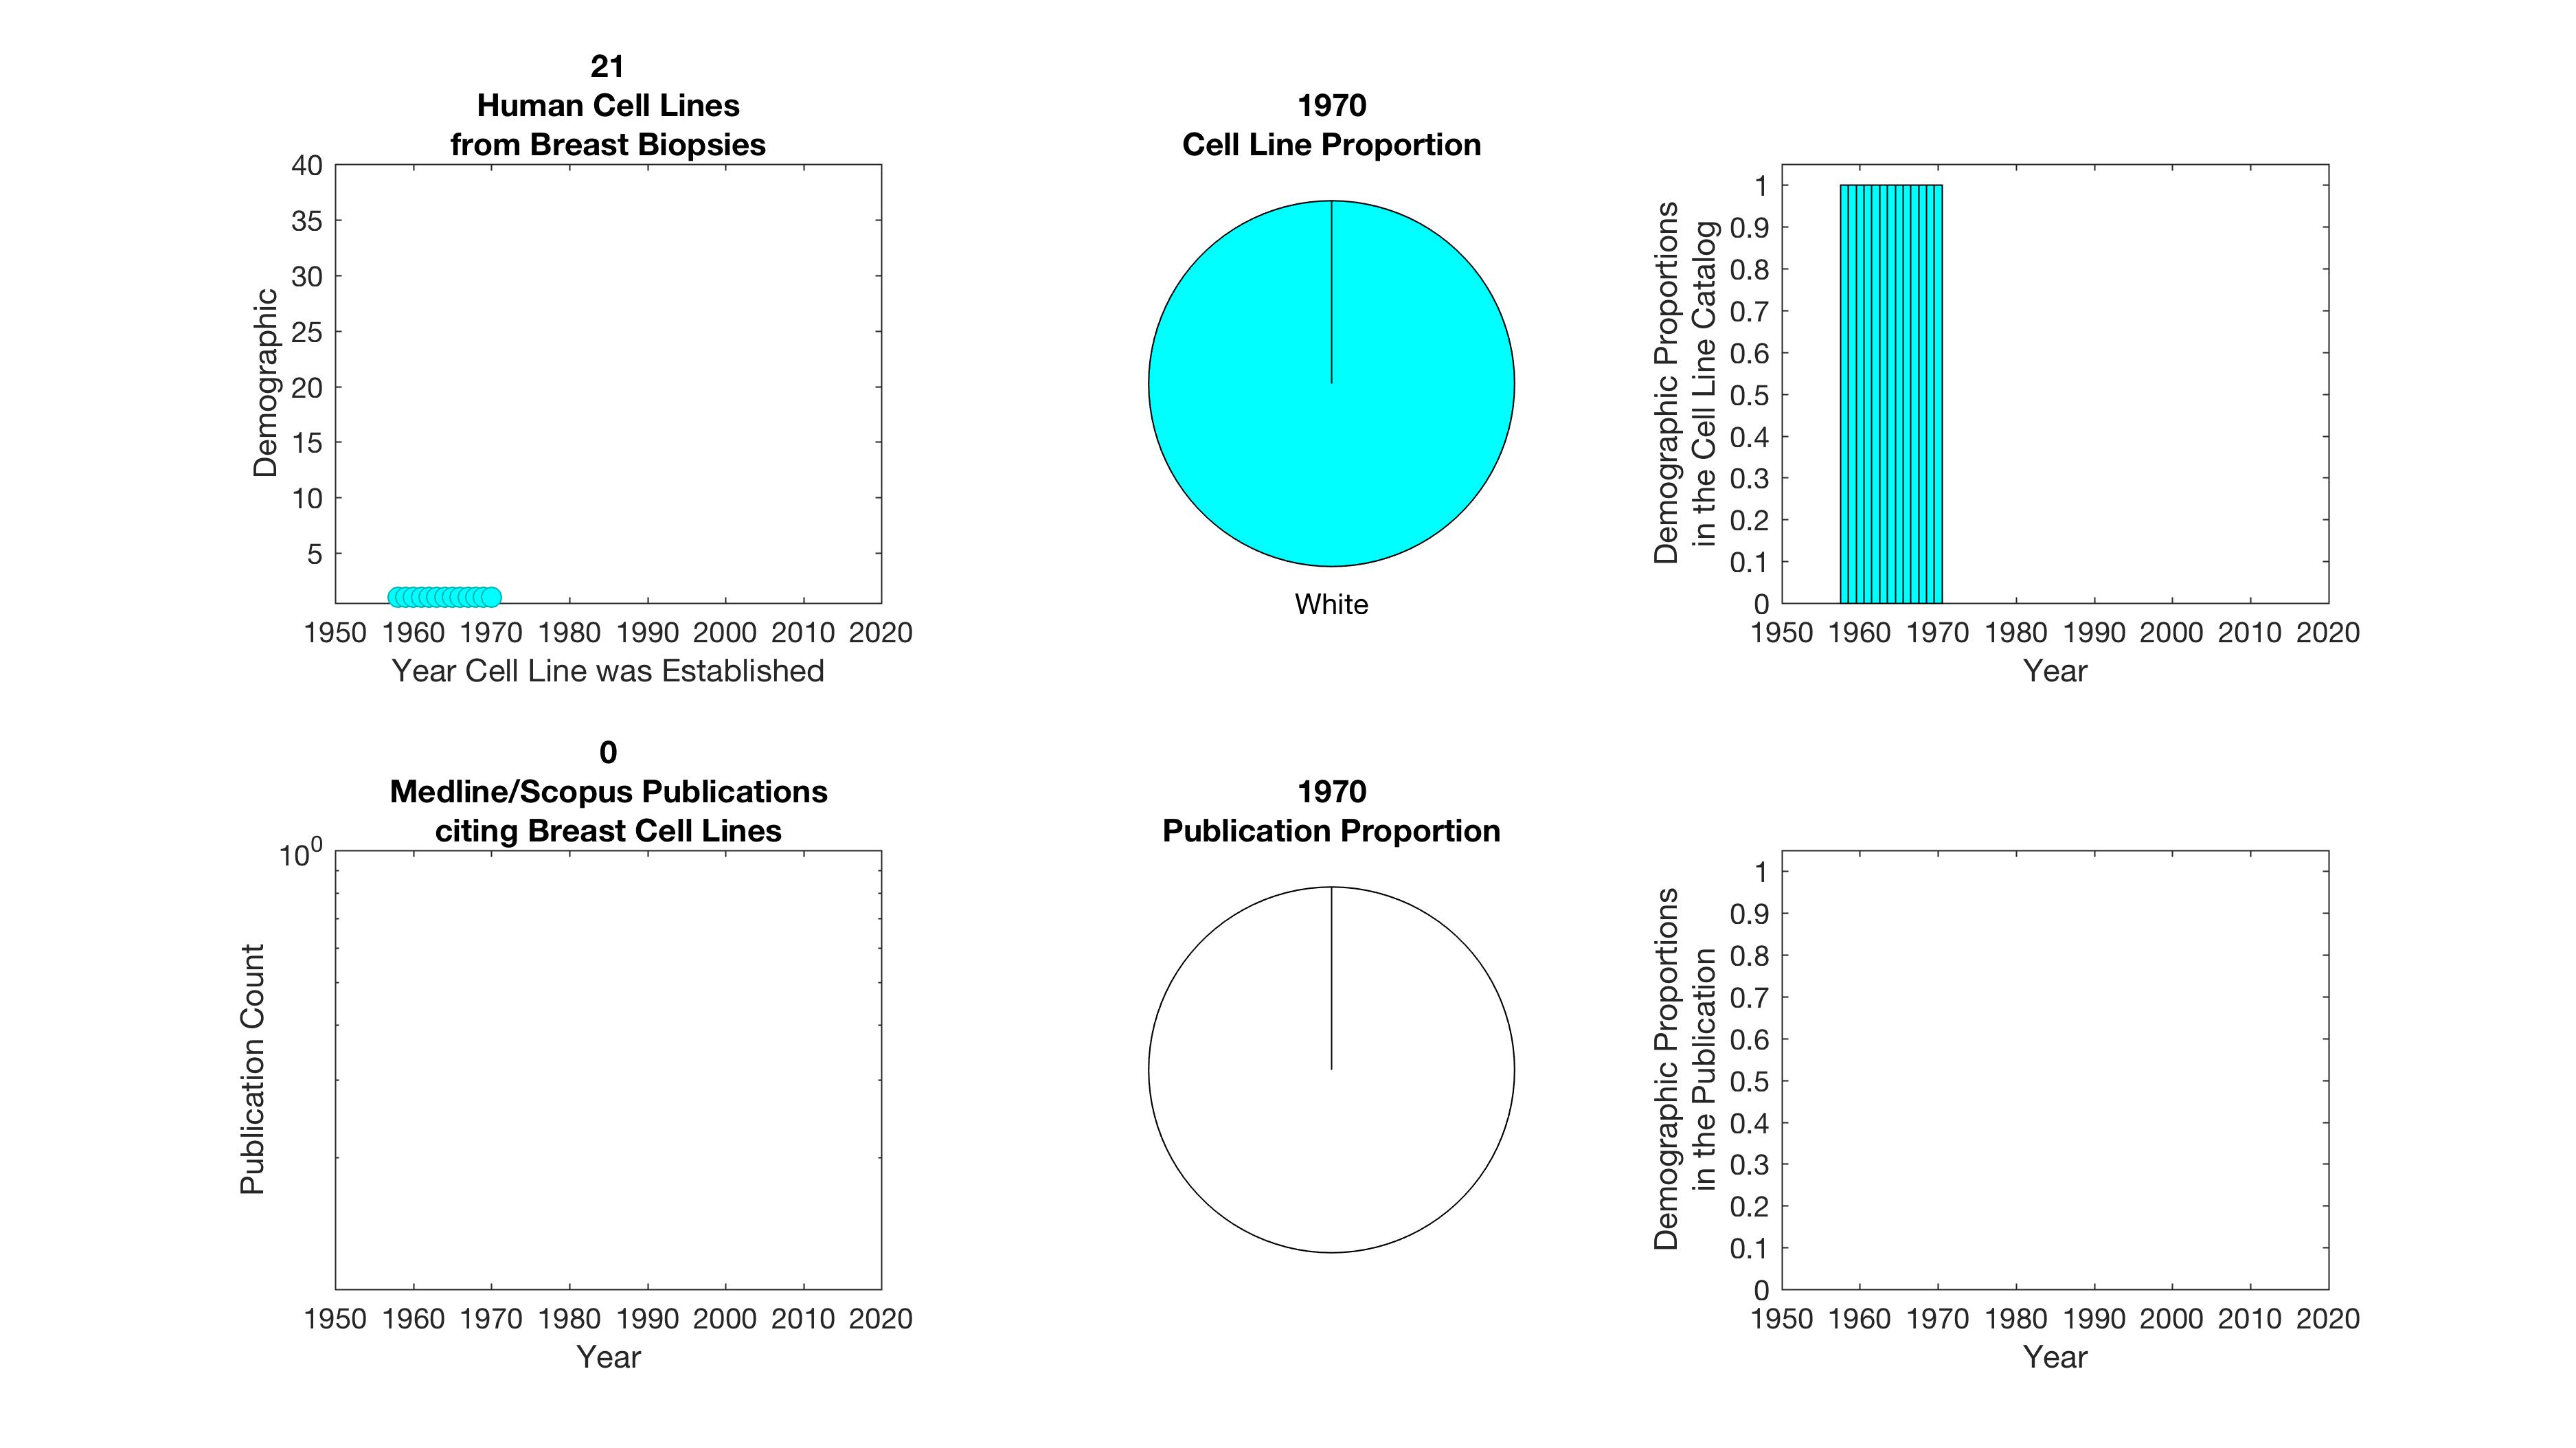 21
Human Cell Lines
from Breast Biopsies
40
35
30
25
20
15
10
5
Demographic
1950 1960 1970 1980 1990 2000 2010 2020
Year Cell Line was Established
1970
Cell Line Proportion
White
Demographic Proportions
in the Cell Line Catalog
1
0.9
0.8
0.7
0.6
0.5
0.4
0.3
0.2
0.1
0
1950 1960 1970 1980 1990 2000 2010 2020
Year
0
Medline/Scopus Publications
citing Breast Cell Lines
10⁰
Publication Count
1950 1960 1970 1980 1990 2000 2010 2020
Year
1970
Publication Proportion
Demographic Proportions
in the Publication
1
0.9
0.8
0.7
0.6
0.5
0.4
0.3
0.2
0.1
0
1950 1960 1970 1980 1990 2000 2010 2020
Year